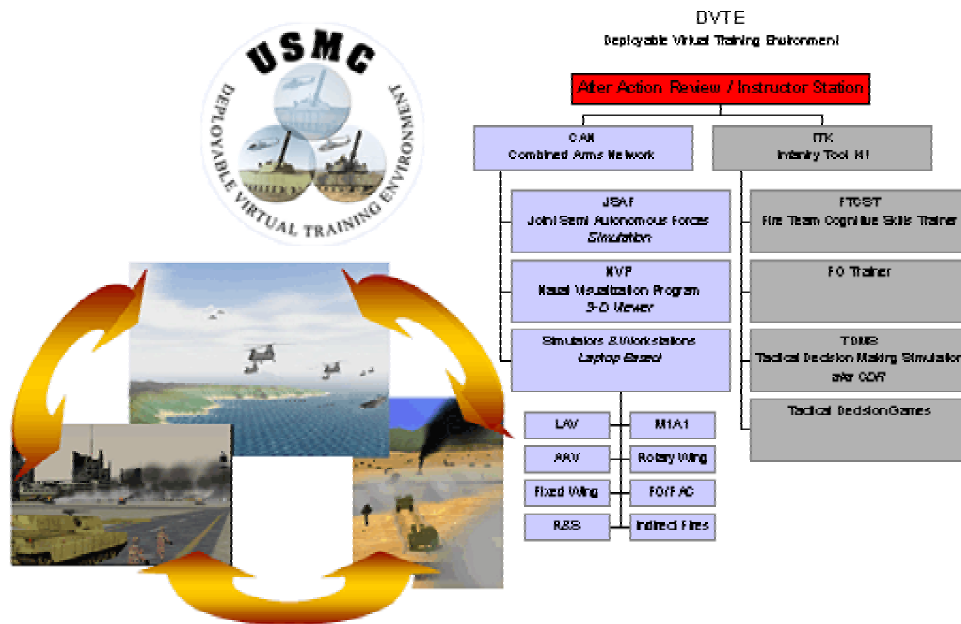 USMC
DEPLOYABLE VIRTUAL TRAINING ENVIRONMENT
DVTE
Deployable Virtual Training Environment
After Action Review / Instructor Station
CAN
Combined Arms Network
ITK
Infantry Tool Kit
JSAF
Joint Semi Autonomous Forces
Simulation
FTCST
Fire Team Cognitive Skills Trainer
NVP
Naval Visualization Program
3-D Viewer
FO Trainer
Simulators & Workstations
Laptop Based
TDMS
Tactical Decision Making Simulation
aka CDR
Tactical Decision Games
LAV
M1A1
AAV
Rotary Wing
Fixed Wing
FO/FAC
RSS
Indirect Fires